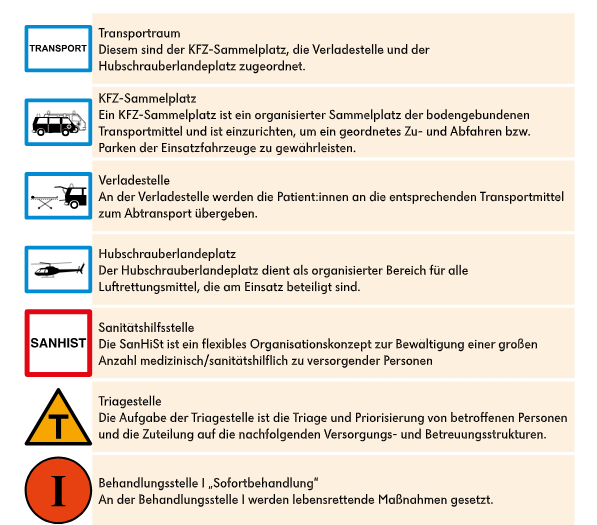 TRANSPORT
Transportraum
Diesem sind der KFZ-Sammelplatz, die Verladestelle und der
Hubschrauberlandeplatz zugeordnet.
KFZ-Sammelplatz
Ein KFZ-Sammelplatz ist ein organisierter Sammelplatz der bodengebundenen
Transportmittel und ist einzurichten, um ein geordnetes Zu- und Abfahren bzw.
Parken der Einsatzfahrzeuge zu gewährleisten.
Verladestelle
An der Verladestelle werden die Patient:innen an die entsprechenden Transportmittel
zum Abtransport übergeben.
Hubschrauberlandeplatz
Der Hubschrauberlandeplatz dient als organisierter Bereich für alle
Luftrettungsmittel, die am Einsatz beteiligt sind.
SANHIST
Sanitätshilfsstelle
Die SanHiSt ist ein flexibles Organisationskonzept zur Bewältigung einer großen
Anzahl medizinisch/sanitätshilflich zu versorgender Personen
T
Triagestelle
Die Aufgabe der Triagestelle ist die Triage und Priorisierung von betroffenen Personen
und die Zuteilung auf die nachfolgenden Versorgungs- und Betreuungsstrukturen.
I
Behandlungsstelle I „Sofortbehandlung“
An der Behandlungsstelle I werden lebensrettende Maßnahmen gesetzt.